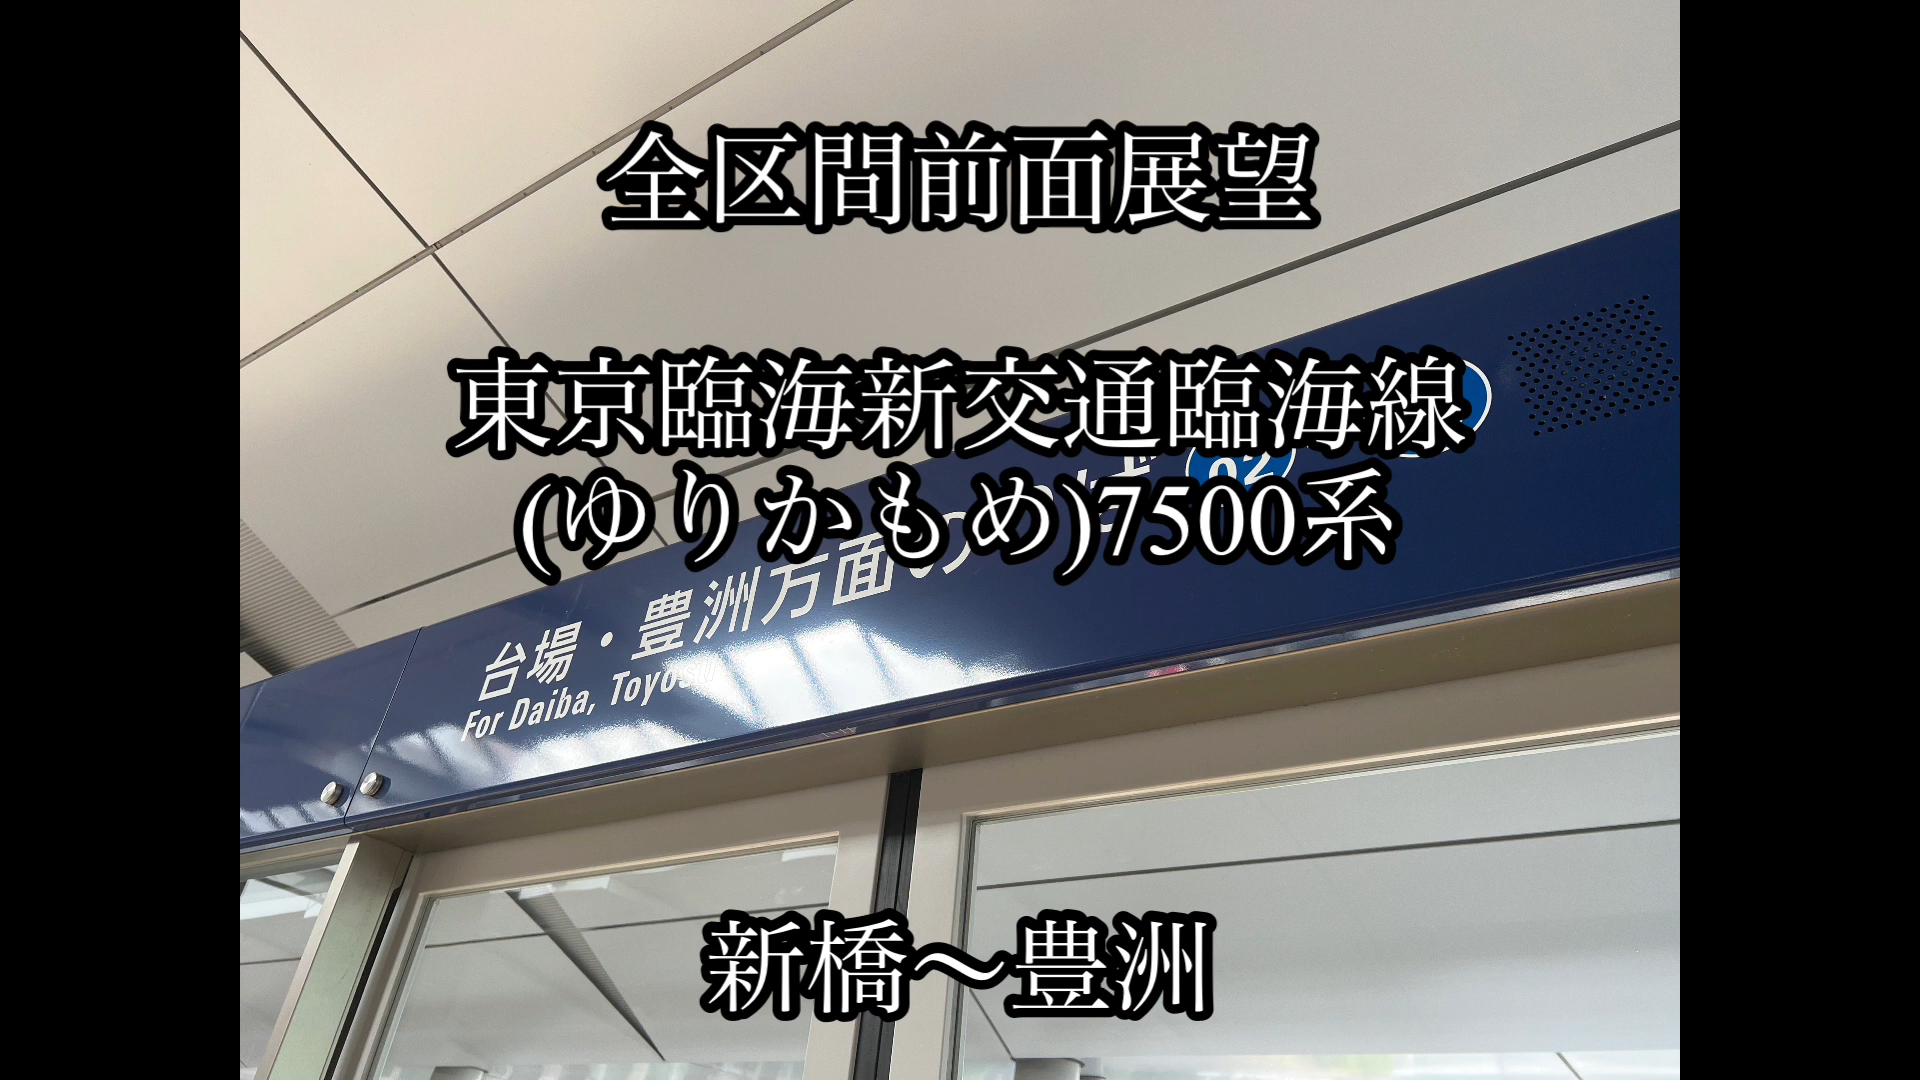 全区間前面展望
東京臨海新交通臨海線
(ゆりかもめ)7500系
台場・豊洲方面の
For Daiba, Toyosu
新橋〜豊洲